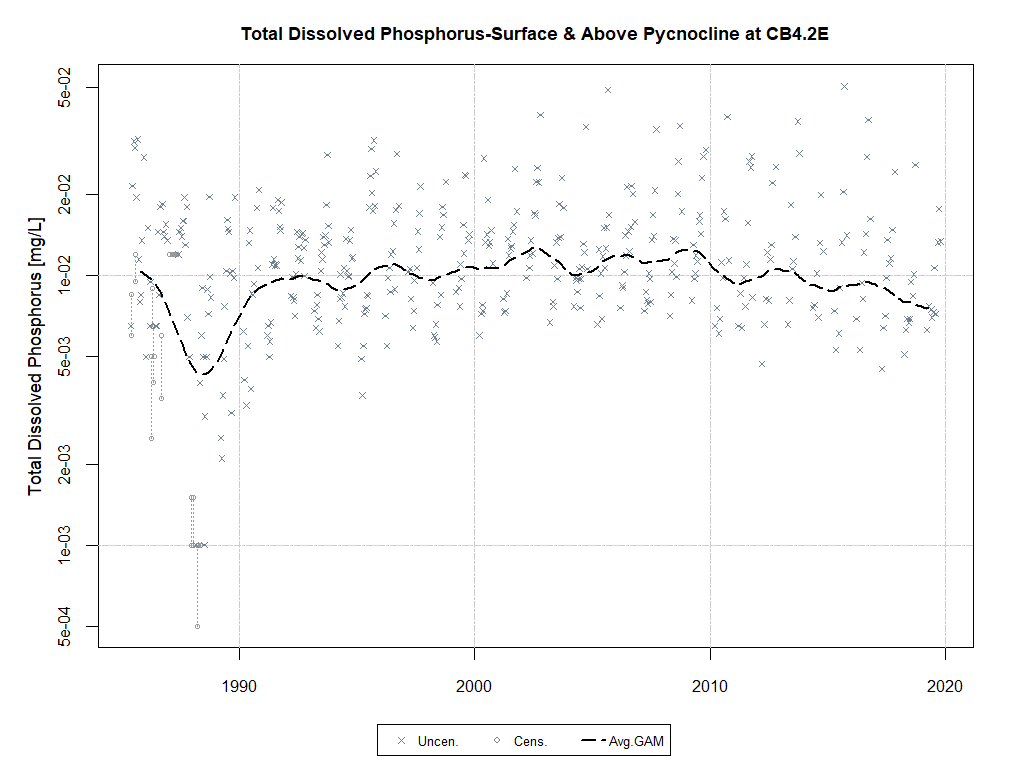 Total Dissolved Phosphorus-Surface & Above Pycnocline at CB4.2E
Total Dissolved Phosphorus [mg/L]
5e-02
2e-02
1e-02
5e-03
2e-03
1e-03
5e-04
1990 2000 2010 2020
Uncen. Cens. Avg.GAM